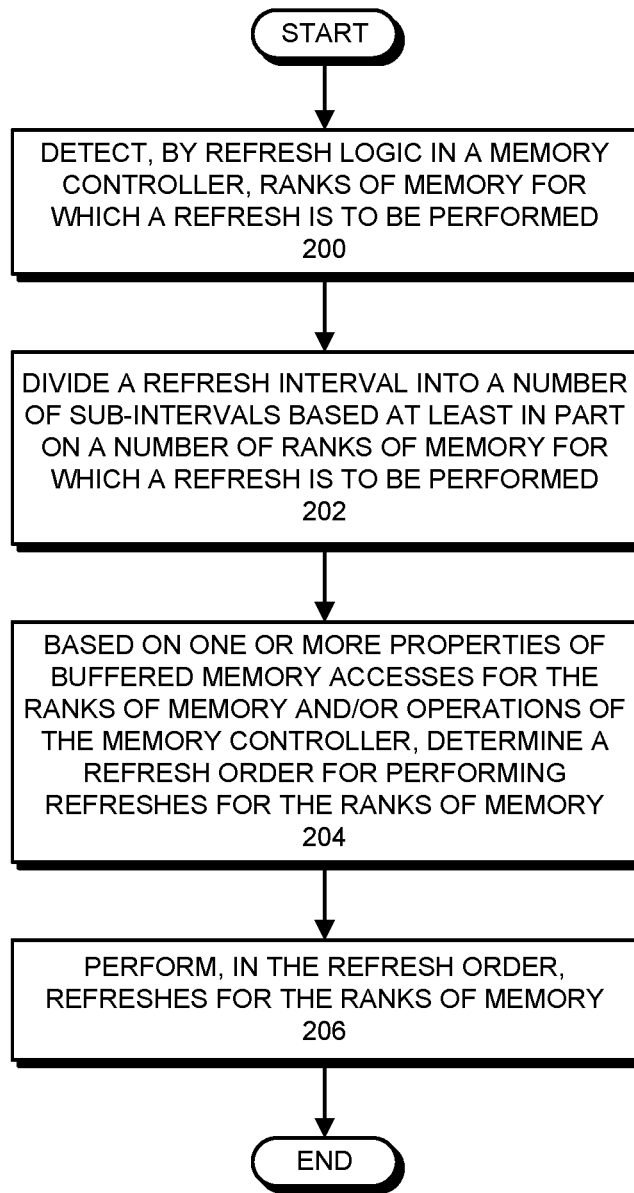 START
DETECT, BY REFRESH LOGIC IN A MEMORY
CONTROLLER, RANKS OF MEMORY FOR
WHICH A REFRESH IS TO BE PERFORMED
200
DIVIDE A REFRESH INTERVAL INTO A NUMBER
OF SUB-INTERVALS BASED AT LEAST IN PART
ON A NUMBER OF RANKS OF MEMORY FOR
WHICH A REFRESH IS TO BE PERFORMED
202
BASED ON ONE OR MORE PROPERTIES OF
BUFFERED MEMORY ACCESSES FOR THE
RANKS OF MEMORY AND/OR OPERATIONS OF
THE MEMORY CONTROLLER, DETERMINE A
REFRESH ORDER FOR PERFORMING
REFRESHES FOR THE RANKS OF MEMORY
204
PERFORM, IN THE REFRESH ORDER,
REFRESHES FOR THE RANKS OF MEMORY
206
END